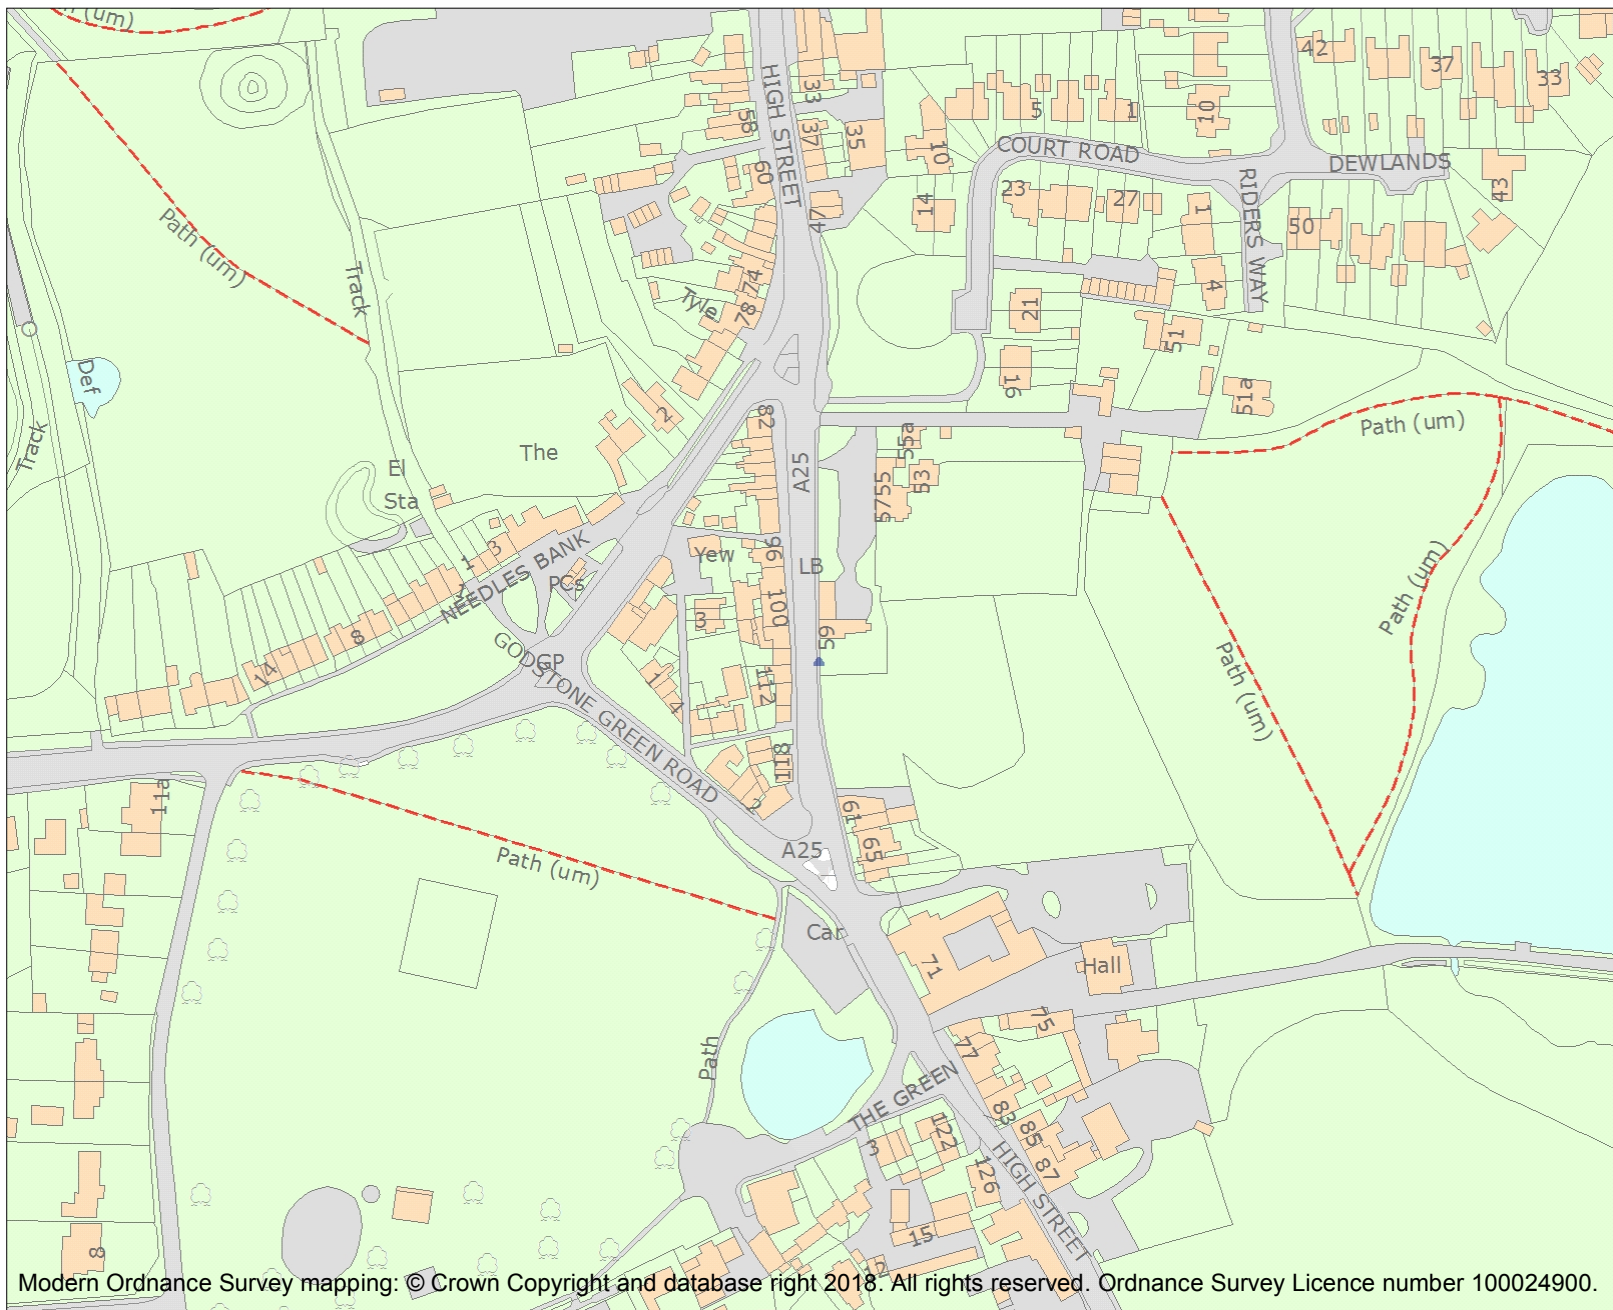 (um)
HIGH STREET
33
58
37
35
60
47
10
14
5
1
10
42
37
33
COURT ROAD
DEWLANDS
23
27
1
RIDERS WAY
50
43
4
Path (um)
Track
Tyle
74
78
21
51
16
51a
Def
Track
2
82
The
El
Sta
A25
55a
53
5755
Path (um)
96
Yew
LB
1
3
NEEDLES BANK
PCs
100
3
59
Path (um)
Path (um)
14
8
GP
GODSTONE GREEN ROAD
1
4
112
118
2
11a
61
65
A25
Path (um)
Car
71
Hall
75
77
Path
THE GREEN
83
85
87
3
122
126
HIGH STREET
15
12
8
Modern Ordnance Survey mapping: © Crown Copyright and database right 2018. All rights reserved. Ordnance Survey Licence number 100024900.